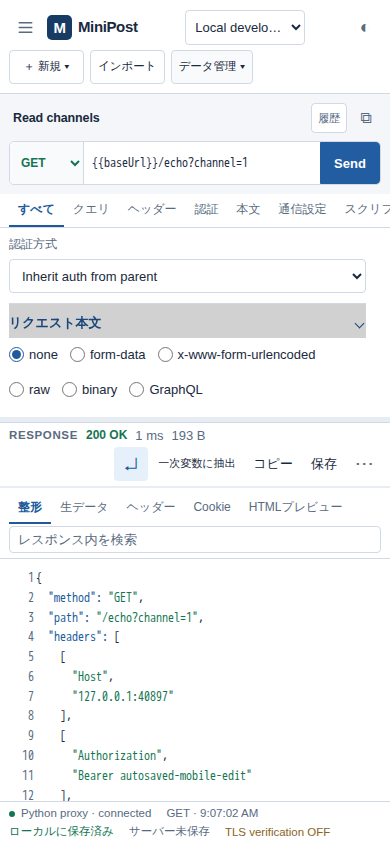 M MiniPost Local develo…
＋ 新規 ▾ インポート データ管理 ▾
Read channels 履歴
GET {{baseUrl}}/echo?channel=1 Send
すべて クエリ ヘッダー 認証 本文 通信設定 スクリプ
認証方式
Inherit auth from parent
リクエスト本文
none form-data x-www-form-urlencoded
raw binary GraphQL
RESPONSE 200 OK 1 ms 193 B
一次変数に抽出 コピー 保存 ···
整形 生データ ヘッダー Cookie HTMLプレビュー
レスポンス内を検索
1 {
2 "method": "GET",
3 "path": "/echo?channel=1",
4 "headers": [
5 [
6 "Host",
7 "127.0.0.1:40897"
8 ],
9 [
10 "Authorization",
11 "Bearer autosaved-mobile-edit"
12 ],
Python proxy · connected GET · 9:07:02 AM
ローカルに保存済み サーバー未保存 TLS verification OFF